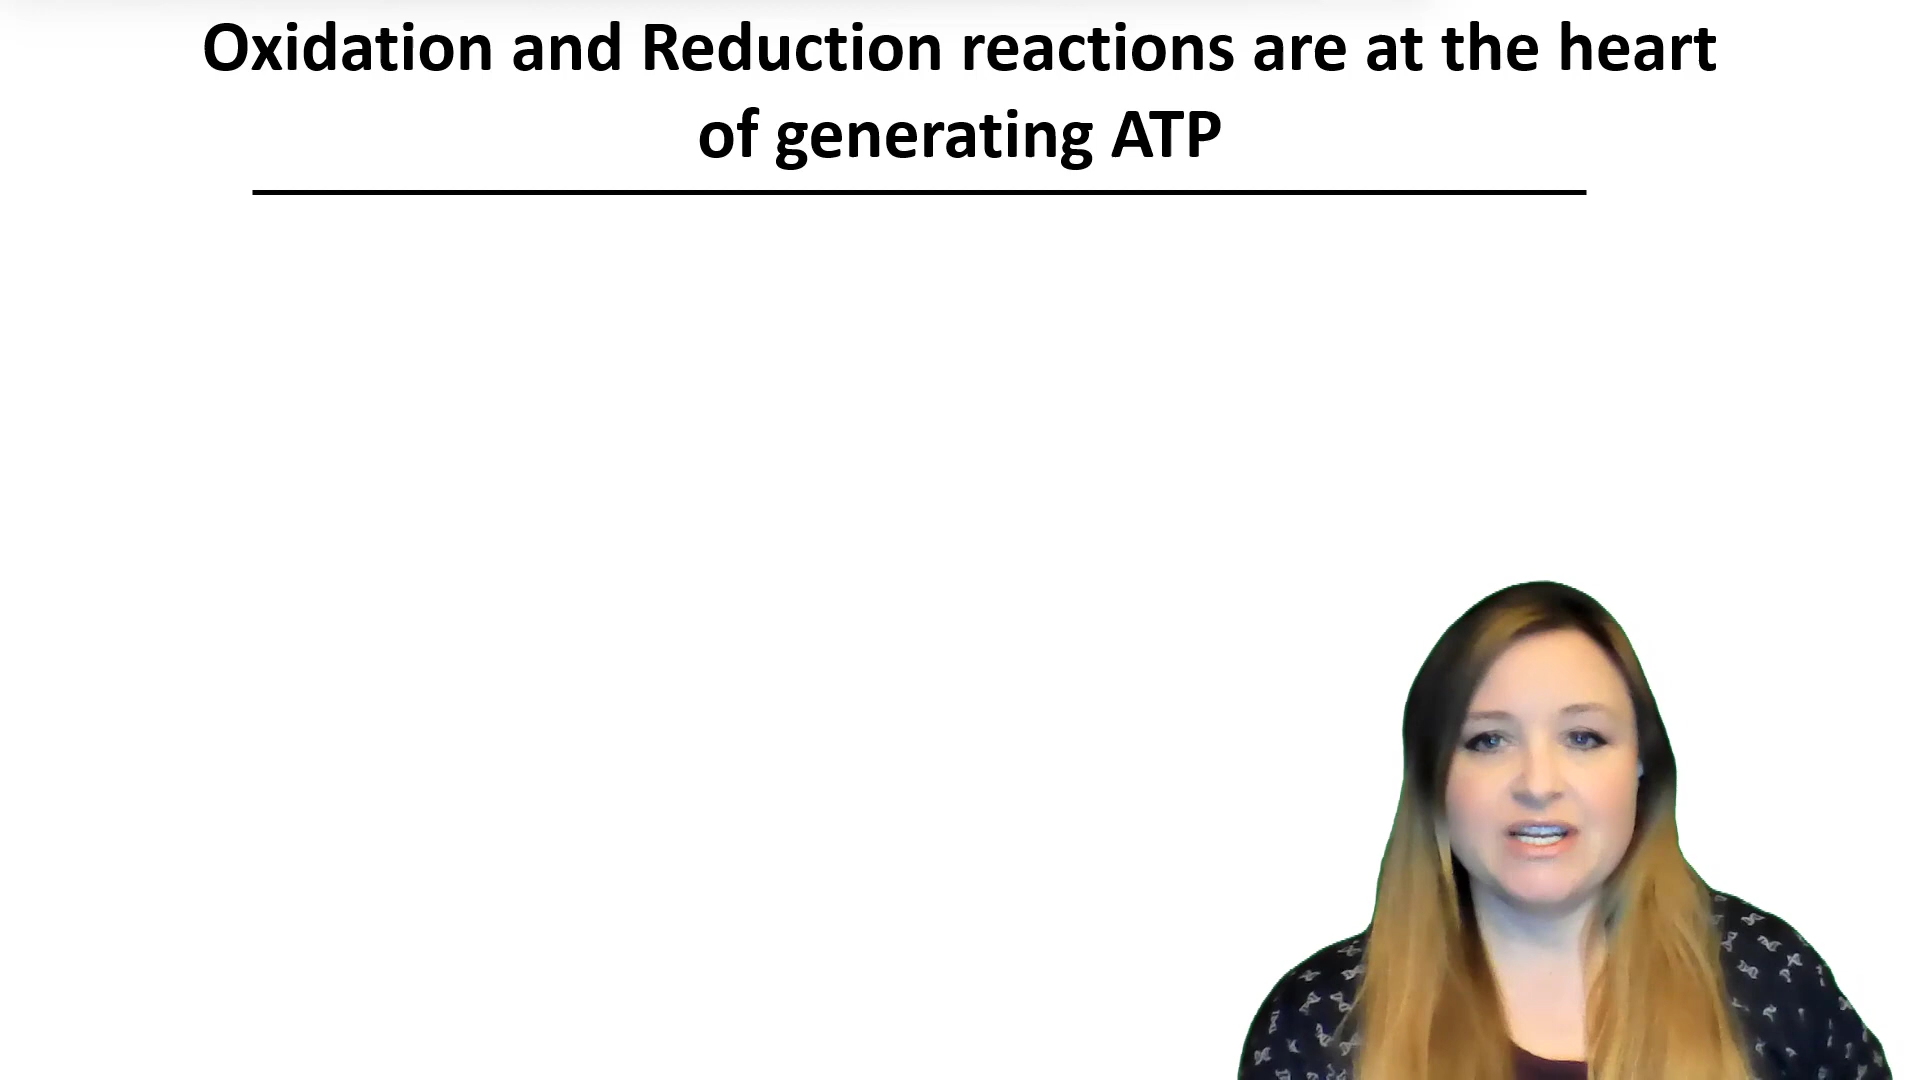 Oxidation and Reduction reactions are at the heart
of generating ATP